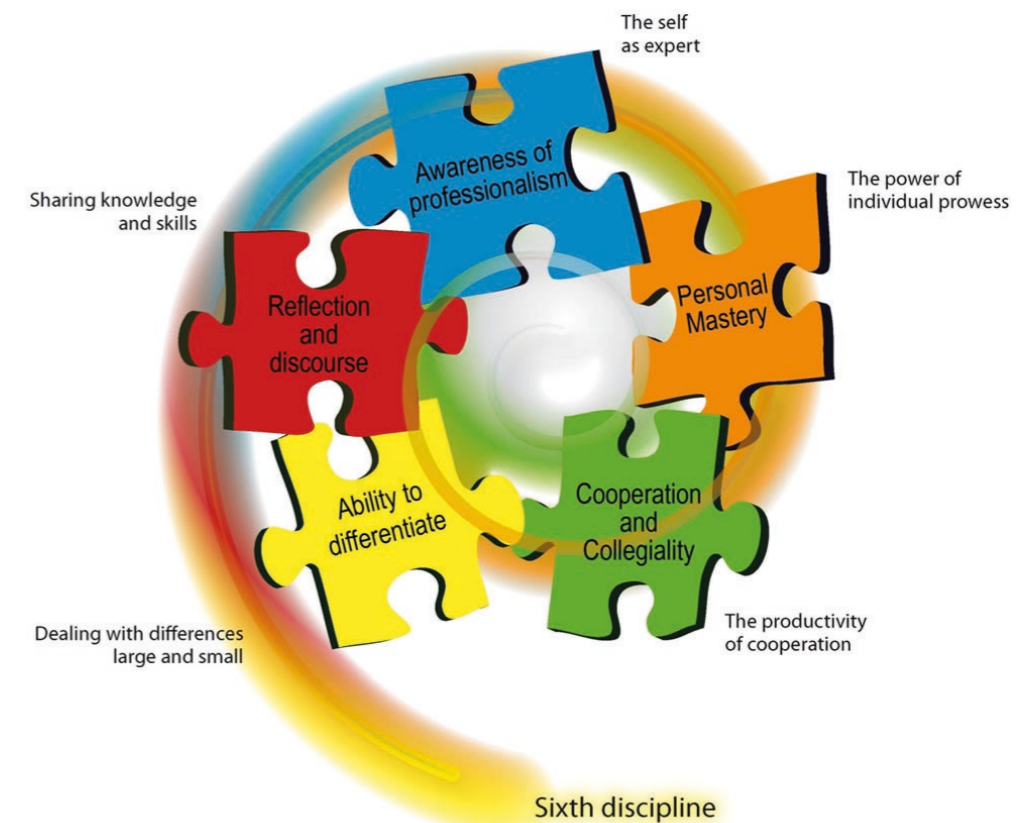 The self
as expert
Awareness of
professionalism
The power of
individual prowess
Sharing knowledge
and skills
Personal
Mastery
Reflection
and
discourse
Ability to
differentiate
Cooperation
and
Collegiality
Dealing with differences
large and small
The productivity
of cooperation
Sixth discipline